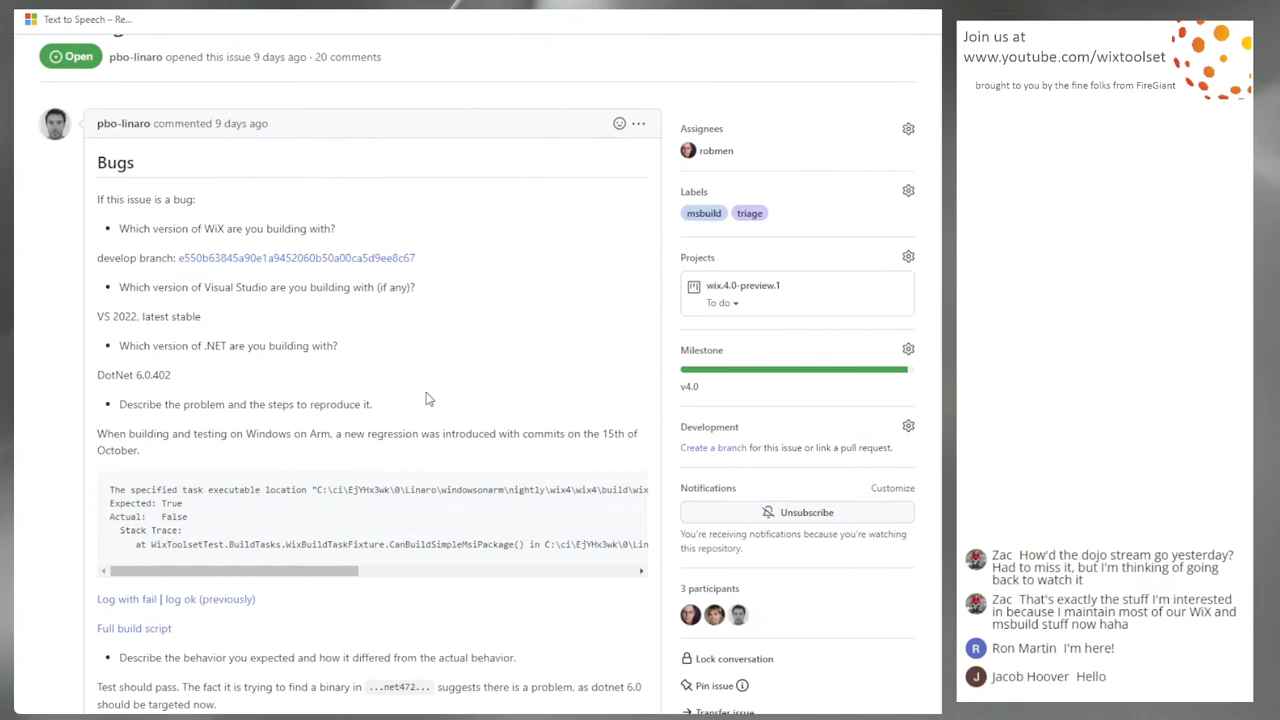 Text to Speech – Re...
Open
pbo-linaro opened this issue 9 days ago · 20 comments
pbo-linaro commented 9 days ago
Bugs
If this issue is a bug:
• Which version of WiX are you building with?
develop branch: e550b63845a90e1a9452060b50a00ca5d9ee8c67
• Which version of Visual Studio are you building with (if any)?
VS 2022, latest stable
• Which version of .NET are you building with?
DotNet 6.0.402
• Describe the problem and the steps to reproduce it.
When building and testing on Windows on Arm, a new regression was introduced with commits on the 15th of
October.
The specified task executable location "C:\ci\EjYHx3wk\0\Linaro\windowsonarm\nightly\wix4\wix4\build\wix
Expected: True
Actual: False
Stack Trace:
at WixToolsetTest.BuildTasks.WixBuildTaskFixture.CanBuildSimpleMsiPackage() in C:\ci\EjYHx3wk\0\Lin
Log with fail | log ok (previously)
Full build script
• Describe the behavior you expected and how it differed from the actual behavior.
Test should pass. The fact it is trying to find a binary in ...net472... suggests there is a problem, as dotnet 6.0
should be targeted now.
Assignees
robmen
Labels
msbuild triage
Projects
wix.4.0-preview.1
To do
Milestone
v4.0
Development
Create a branch for this issue or link a pull request.
Notifications Customize
Unsubscribe
You're receiving notifications because you're watching
this repository.
3 participants
Lock conversation
Pin issue
Transfer issue
Join us at
www.youtube.com/wixtoolset
brought to you by the fine folks from FireGiant
Zac How'd the dojo stream go yesterday?
Had to miss it, but I'm thinking of going
back to watch it
Zac That's exactly the stuff I'm interested
in because I maintain most of our WiX and
msbuild stuff now haha
R Ron Martin I'm here!
J Jacob Hoover Hello